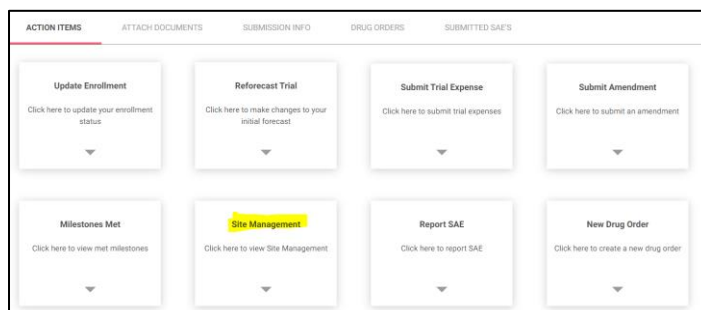 ACTION ITEMS ATTACH DOCUMENTS SUBMISSION INFO DRUG ORDERS SUBMITTED SAE'S
Update Enrollment
Click here to update your enrollment
status
Reforecast Trial
Click here to make changes to your
initial forecast
Submit Trial Expense
Click here to submit trial expenses
Submit Amendment
Click here to submit an amendment
Milestones Met
Click here to view met milestones
Site Management
Click here to view Site Management
Report SAE
Click here to report SAE
New Drug Order
Click here to create a new drug order